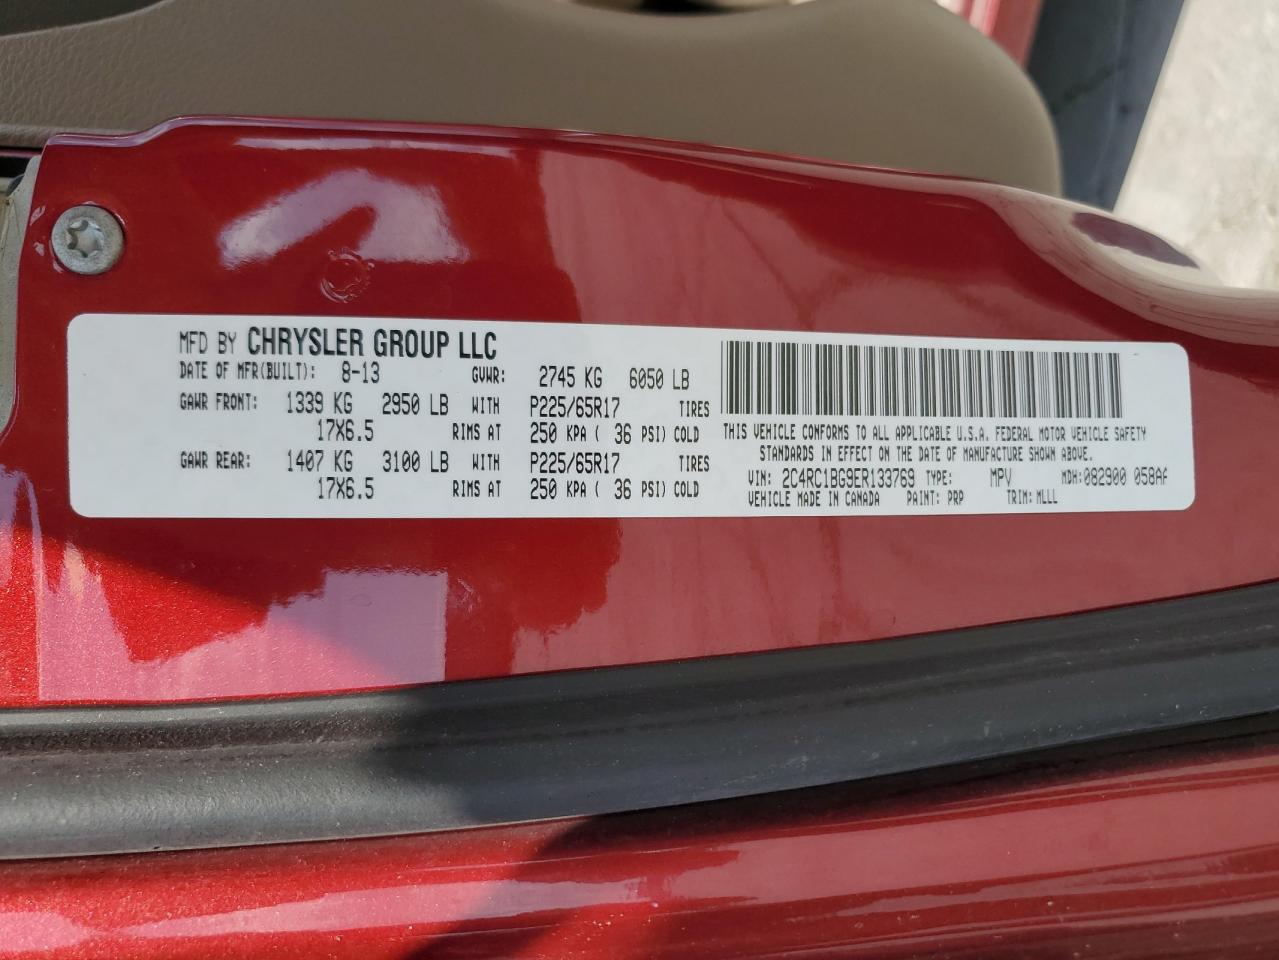 MFD BY CHRYSLER GROUP LLC
DATE OF MFR(BUILT): 8-13 GVWR: 2745 KG 6050 LB
GAWR FRONT: 1339 KG 2950 LB WITH P225/65R17 TIRES
17X6.5 RIMS AT 250 KPA ( 36 PSI) COLD
GAWR REAR: 1407 KG 3100 LB WITH P225/65R17 TIRES
17X6.5 RIMS AT 250 KPA ( 36 PSI) COLD
THIS VEHICLE CONFORMS TO ALL APPLICABLE U.S.A. FEDERAL MOTOR VEHICLE SAFETY
STANDARDS IN EFFECT ON THE DATE OF MANUFACTURE SHOWN ABOVE.
VIN: 2C4RC1BG9ER133769 TYPE: MPV MDH:082900 058AF
VEHICLE MADE IN CANADA PAINT: PRP TRIM: MLLL